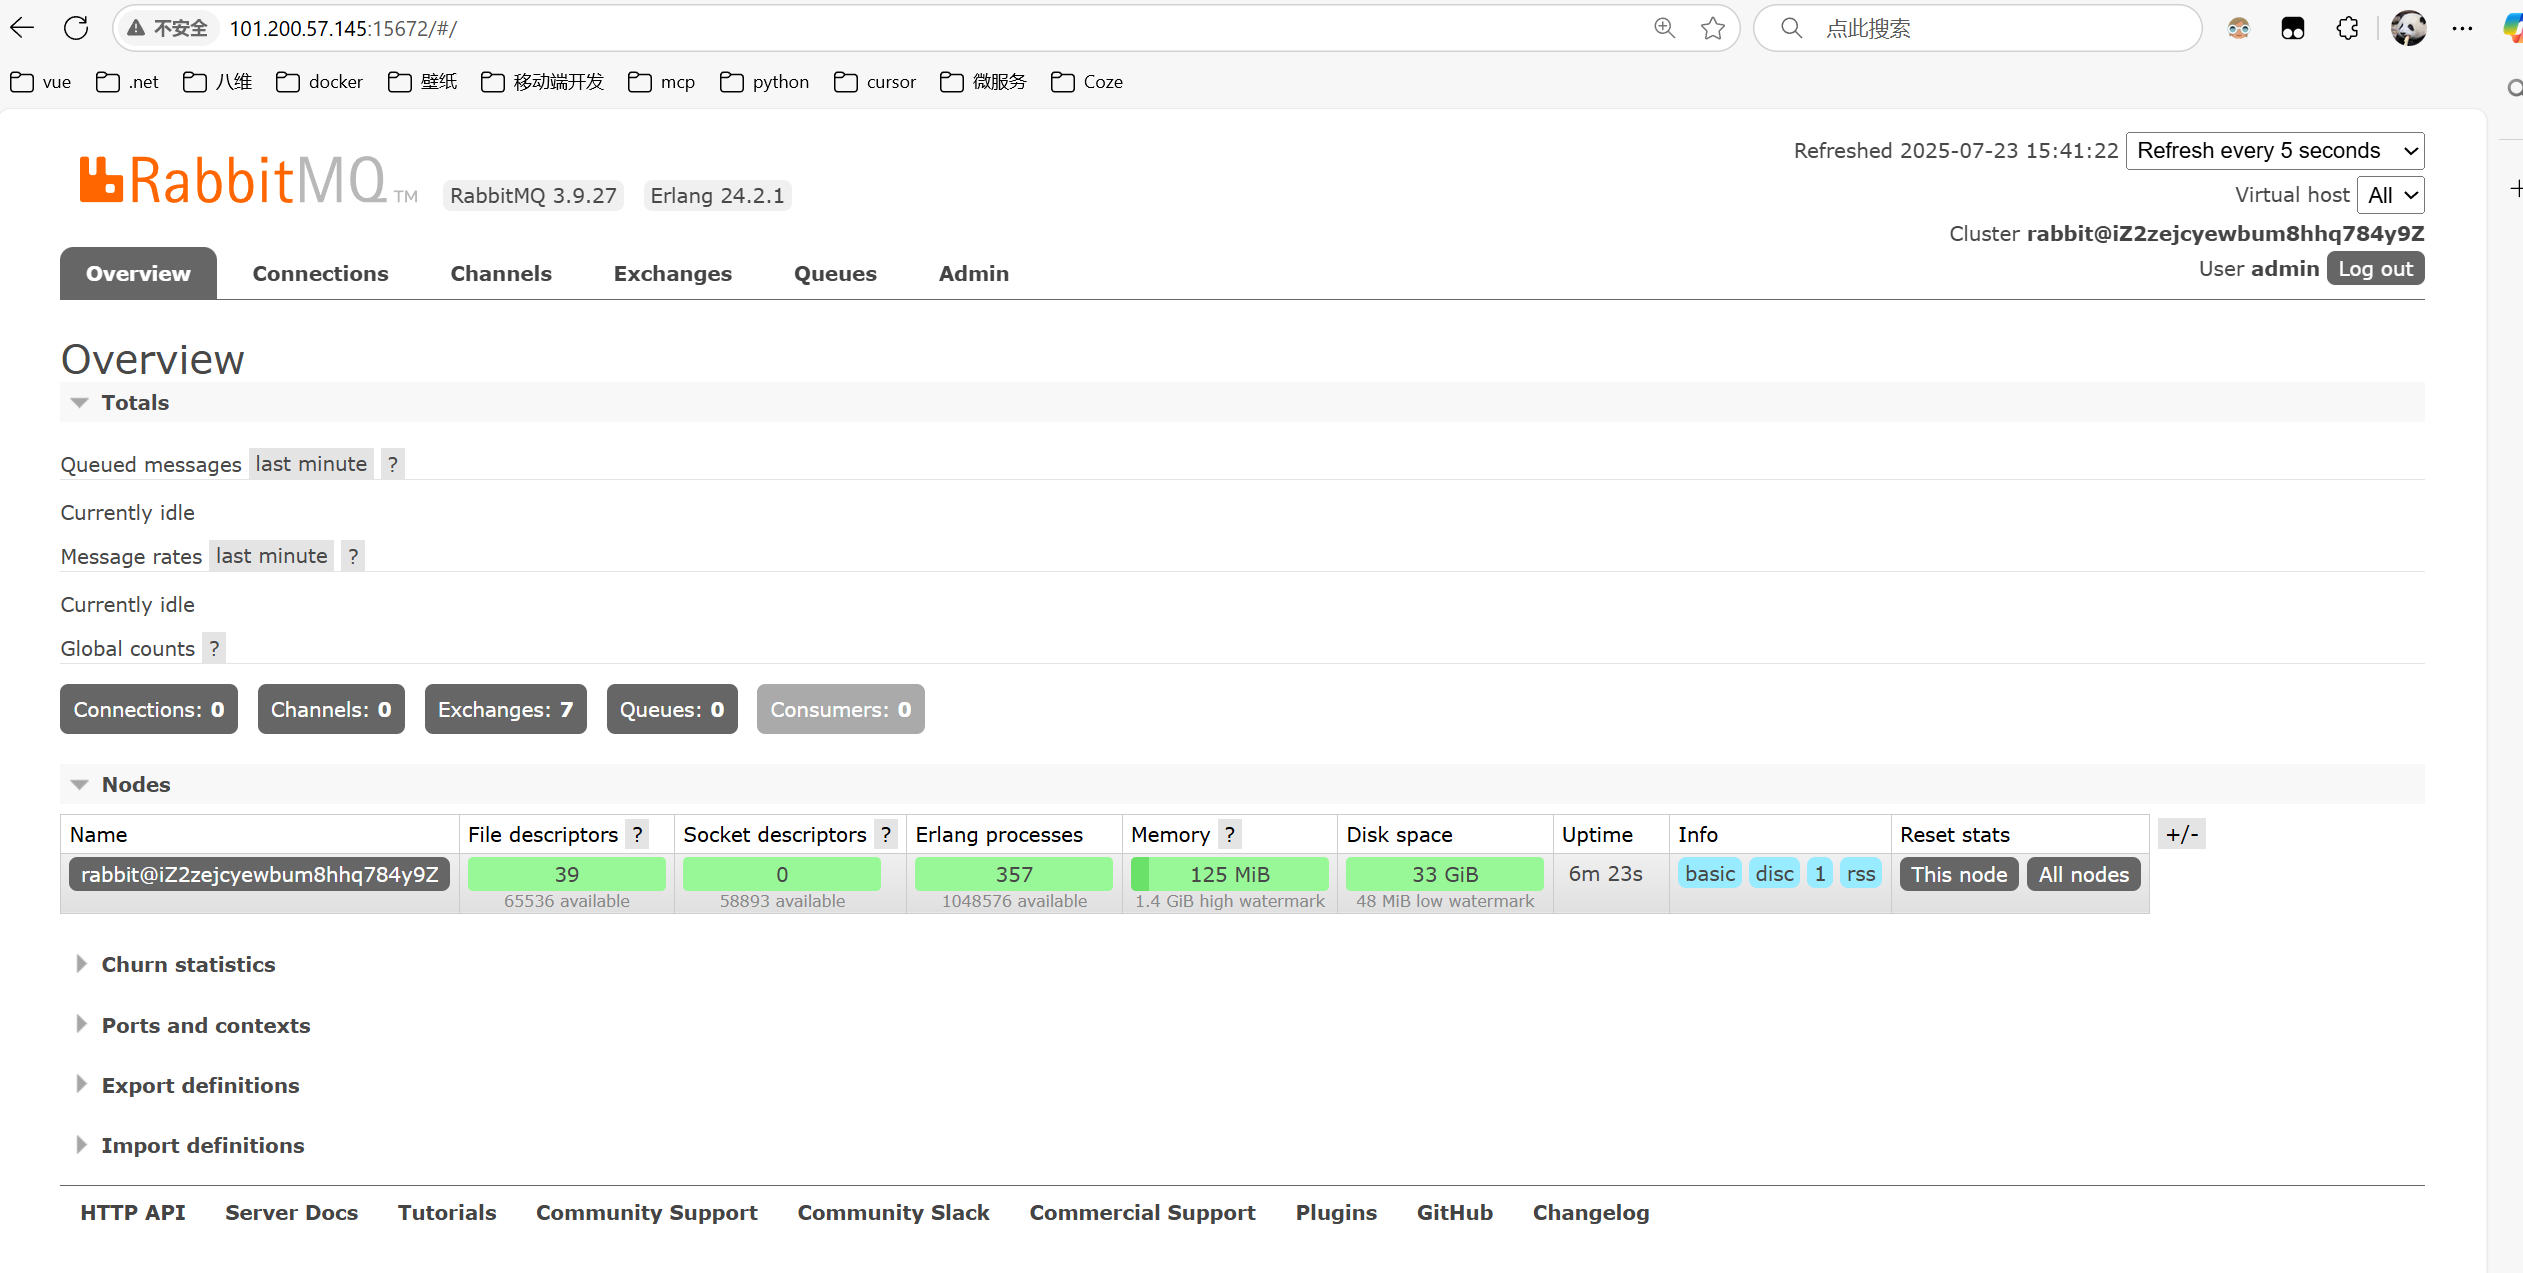 不安全 101.200.57.145:15672/#/ 点此搜索
vue .net 八维 docker 壁纸 移动端开发 mcp python cursor 微服务 Coze
RabbitMQ TM RabbitMQ 3.9.27 Erlang 24.2.1
Refreshed 2025-07-23 15:41:22 Refresh every 5 seconds
Virtual host All
Cluster rabbit@iZ2zejcyewbum8hhq784y9Z
User admin Log out
Overview Connections Channels Exchanges Queues Admin
Overview
Totals
Queued messages last minute ?
Currently idle
Message rates last minute ?
Currently idle
Global counts ?
Connections: 0 Channels: 0 Exchanges: 7 Queues: 0 Consumers: 0
Nodes
Name File descriptors ? Socket descriptors ? Erlang processes Memory ? Disk space Uptime Info Reset stats +/-
rabbit@iZ2zejcyewbum8hhq784y9Z 39 0 357 125 MiB 33 GiB 6m 23s basic disc 1 rss This node All nodes
65536 available 58893 available 1048576 available 1.4 GiB high watermark 48 MiB low watermark
Churn statistics
Ports and contexts
Export definitions
Import definitions
HTTP API Server Docs Tutorials Community Support Community Slack Commercial Support Plugins GitHub Changelog